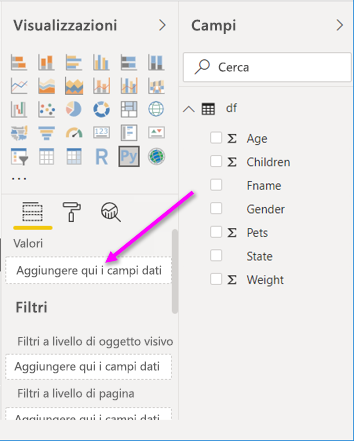 Visualizzazioni
R
Py
123
...
Valori
Aggiungere qui i campi dati
Filtri
Filtri a livello di oggetto visivo
Aggiungere qui i campi dati
Filtri a livello di pagina
Aggiungere qui i campi dati
Campi
Cerca
df
Σ Age
Σ Children
Fname
Gender
Σ Pets
State
Σ Weight